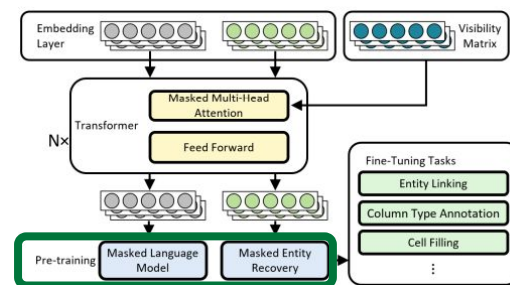 Embedding
Layer
Visibility
Matrix
Transformer
Masked Multi-Head
Attention
N×
Feed Forward
Fine-Tuning Tasks
Entity Linking
Column Type Annotation
Cell Filling
⋮
Pre-training
Masked Language
Model
Masked Entity
Recovery